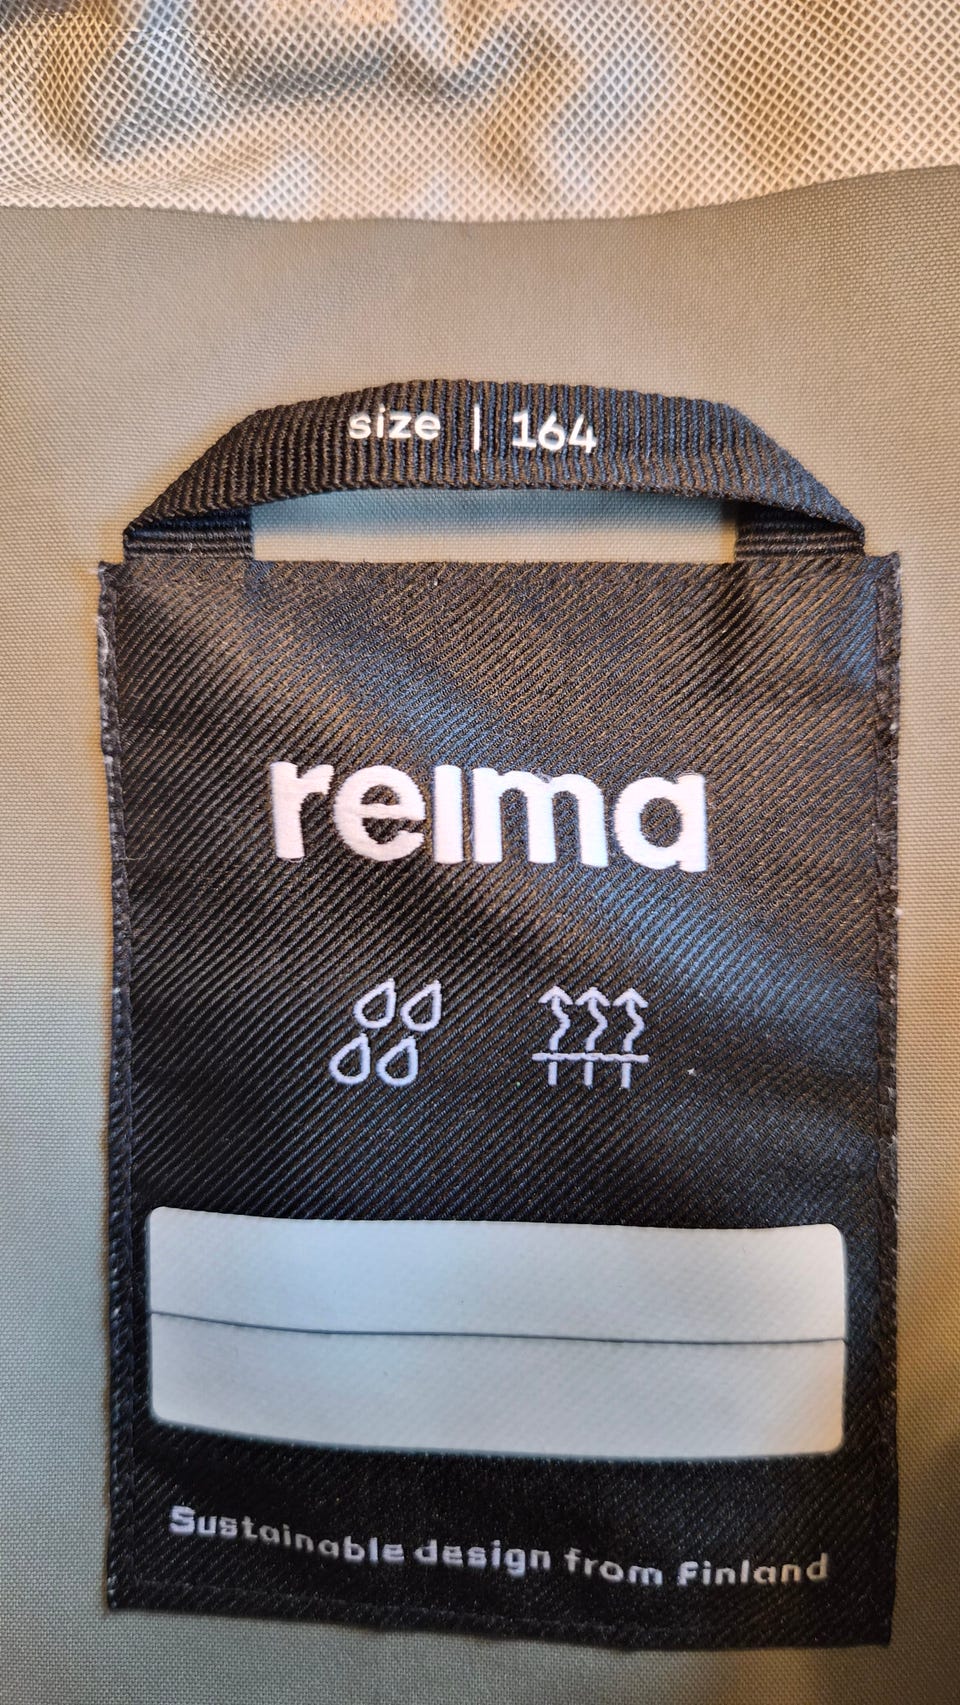 size | 164
reima
Sustainable design from Finland